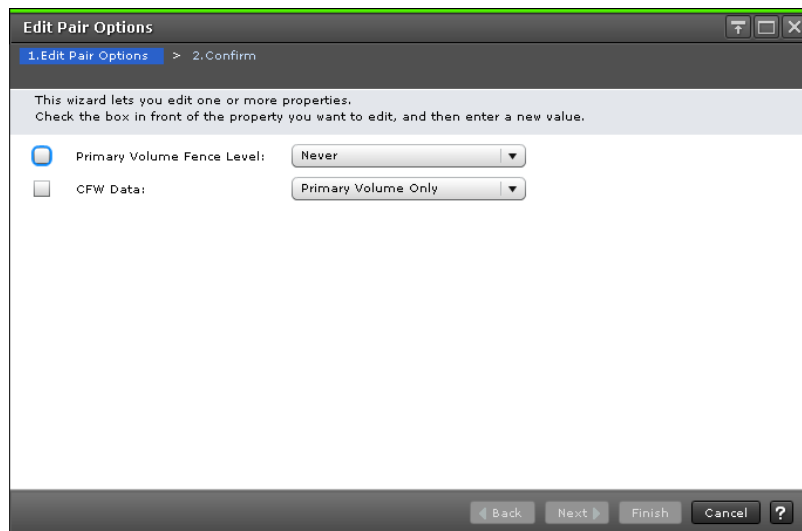 Edit Pair Options
1.Edit Pair Options > 2.Confirm
This wizard lets you edit one or more properties.
Check the box in front of the property you want to edit, and then enter a new value.
Primary Volume Fence Level: Never
CFW Data: Primary Volume Only
Back Next Finish Cancel ?